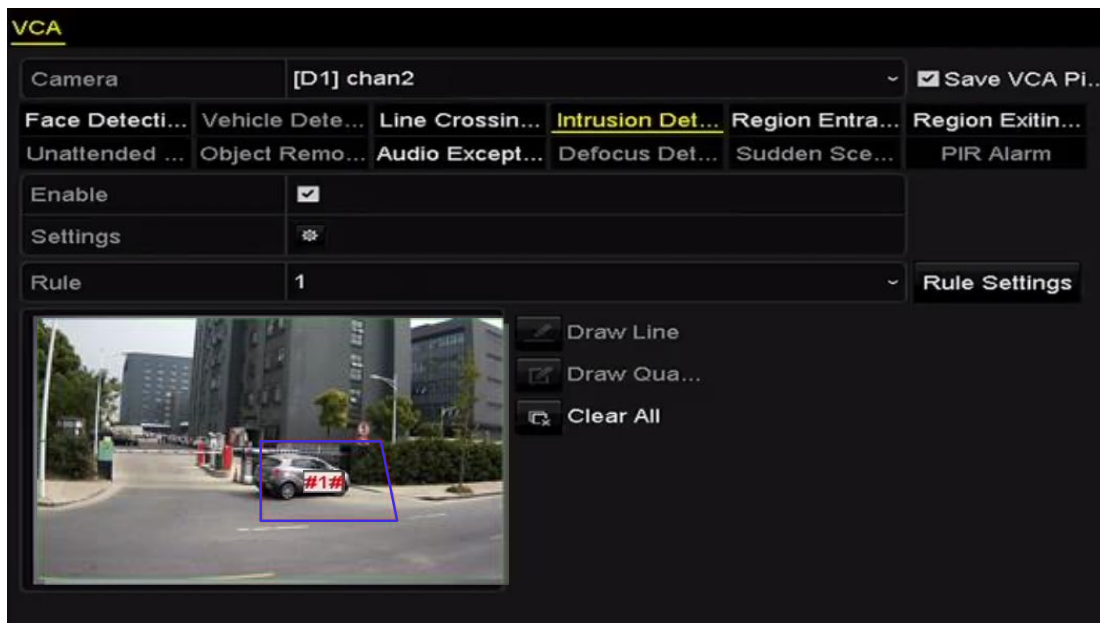 VCA
Camera [D1] chan2 Save VCA Pi..
Face Detecti... Vehicle Dete... Line Crossin... Intrusion Det... Region Entra... Region Exitin...
Unattended ... Object Remo... Audio Except... Defocus Det... Sudden Sce... PIR Alarm
Enable
Settings
Rule 1 Rule Settings
Draw Line
Draw Qua...
Clear All
#1#